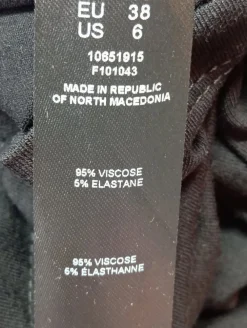 EU 38
US 6
10651915
F101043
MADE IN REPUBLIC
OF NORTH MACEDONIA
95% VISCOSE
5% ELASTANE
95% VISCOSE
5% ÉLASTHANNE